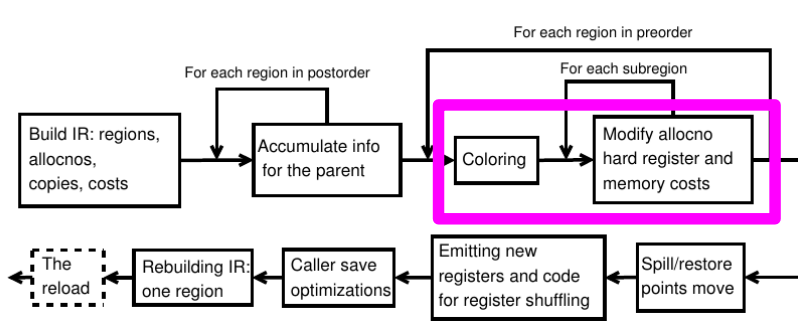 For each region in preorder
For each region in postorder
For each subregion
Build IR: regions,
allocnos,
copies, costs
Accumulate info
for the parent
Coloring
Modify allocno
hard register and
memory costs
The
reload
Rebuilding IR:
one region
Caller save
optimizations
Emitting new
registers and code
for register shuffling
Spill/restore
points move